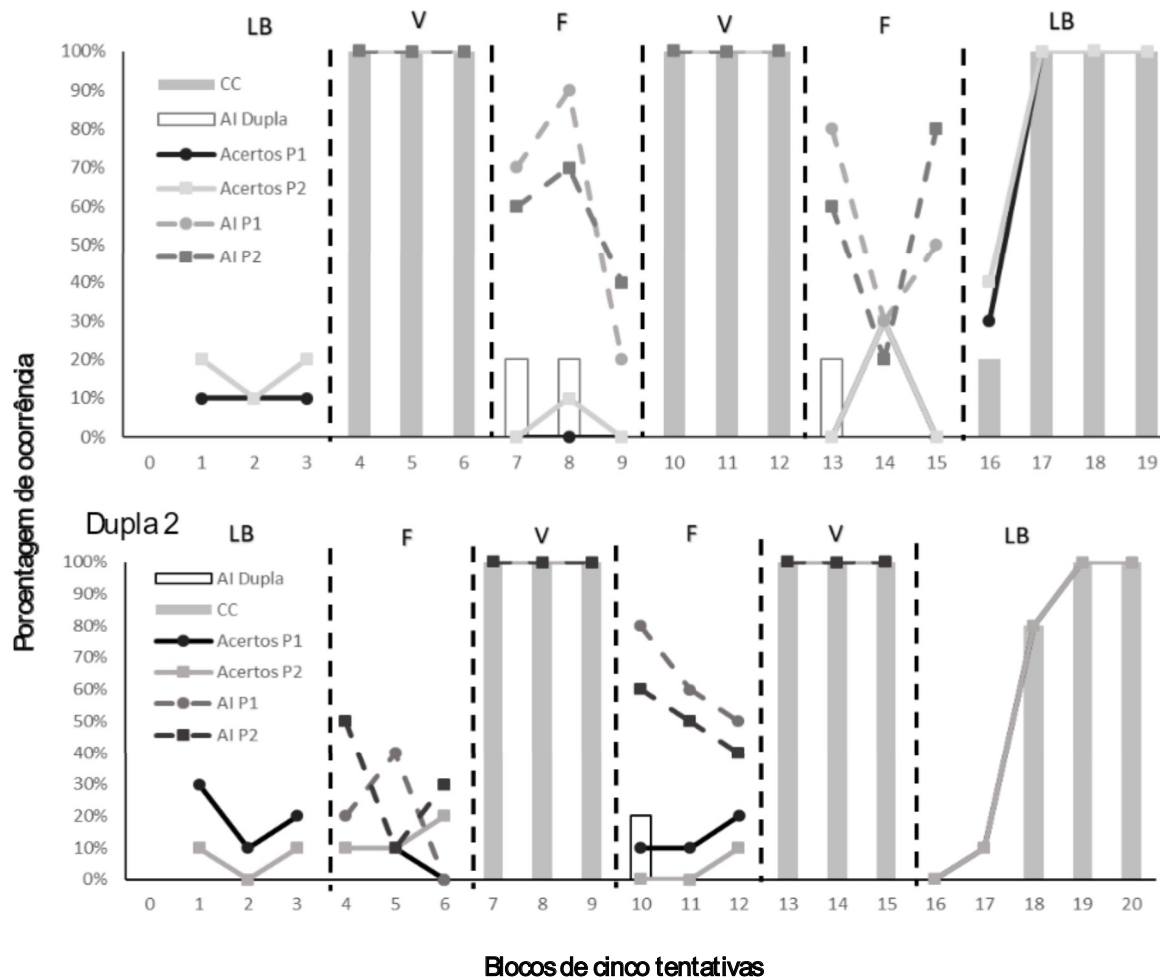 LB V F V F LB
100%
90%
80%
70%
60%
50%
40%
30%
20%
10%
0%
CC
AI Dupla
Acertos P1
Acertos P2
AI P1
AI P2
0 1 2 3 4 5 6 7 8 9 10 11 12 13 14 15 16 17 18 19
Porcentagem de ocorrência
Dupla 2
LB F V F V LB
100%
90%
80%
70%
60%
50%
40%
30%
20%
10%
0%
AI Dupla
CC
Acertos P1
Acertos P2
AI P1
AI P2
0 1 2 3 4 5 6 7 8 9 10 11 12 13 14 15 16 17 18 19 20
Blocos de cinco tentativas